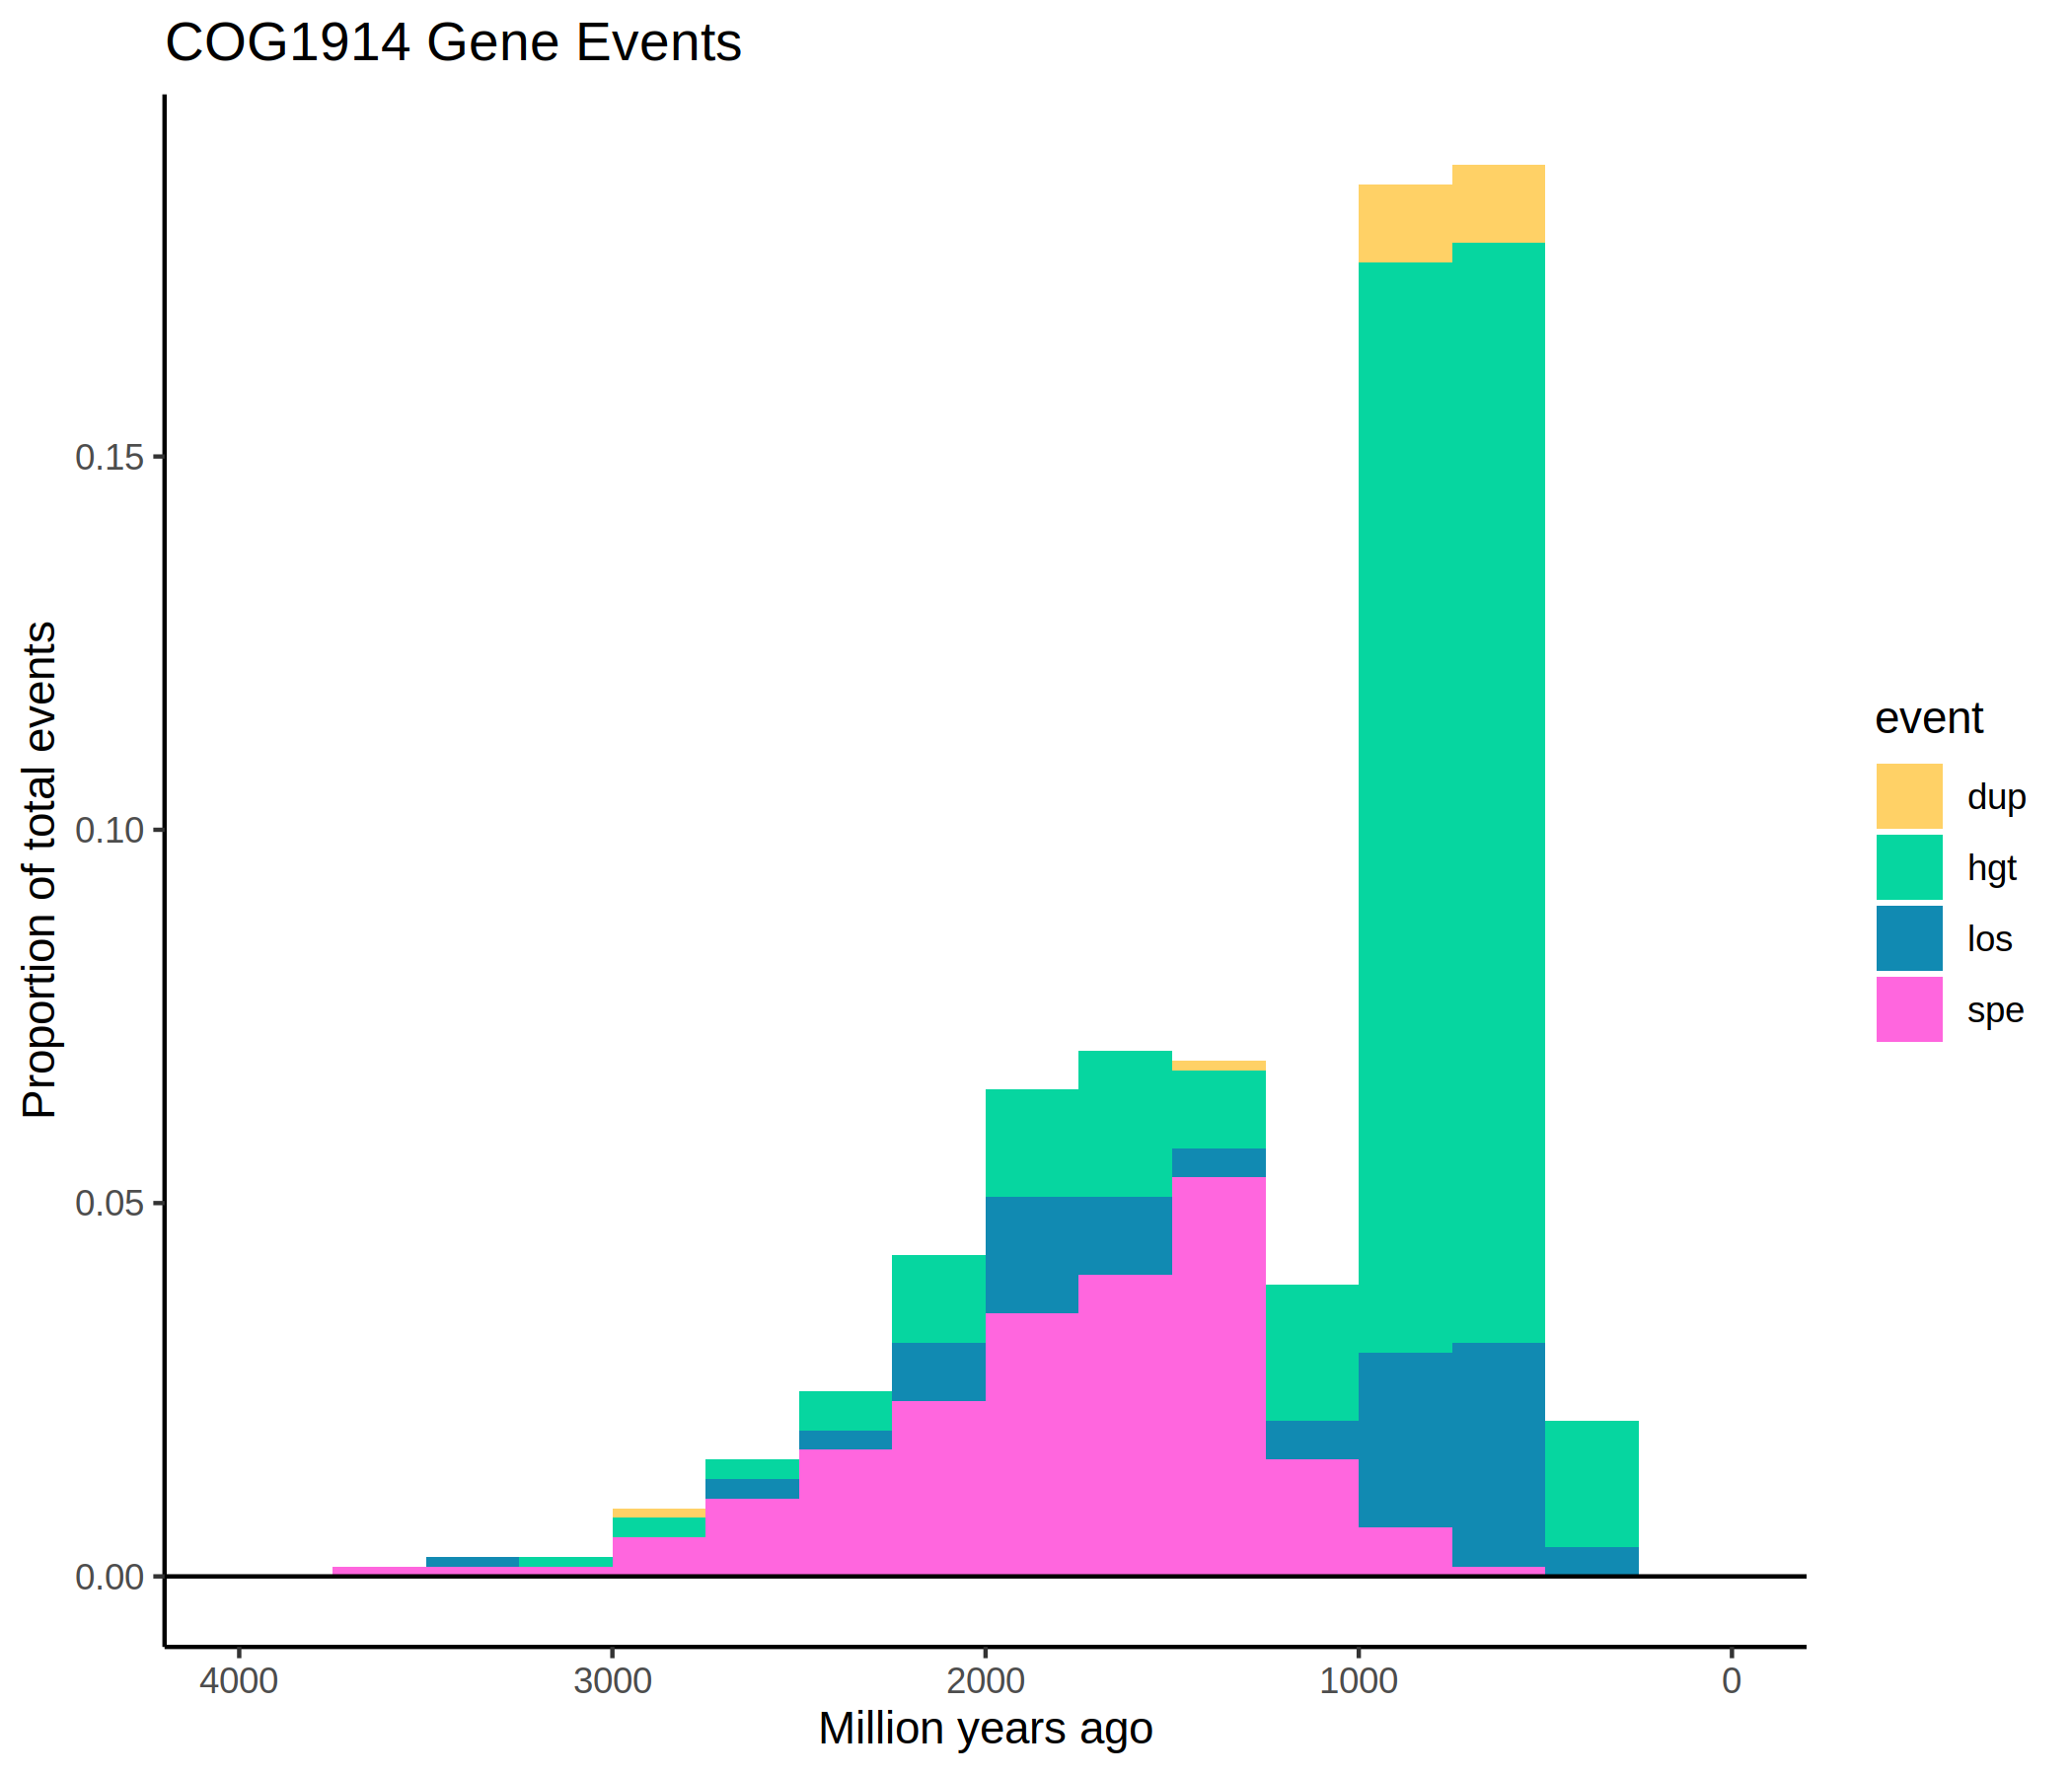 COG1914 Gene Events
Proportion of total events
0.15
0.10
0.05
0.00
4000 3000 2000 1000 0
Million years ago
event
dup
hgt
los
spe